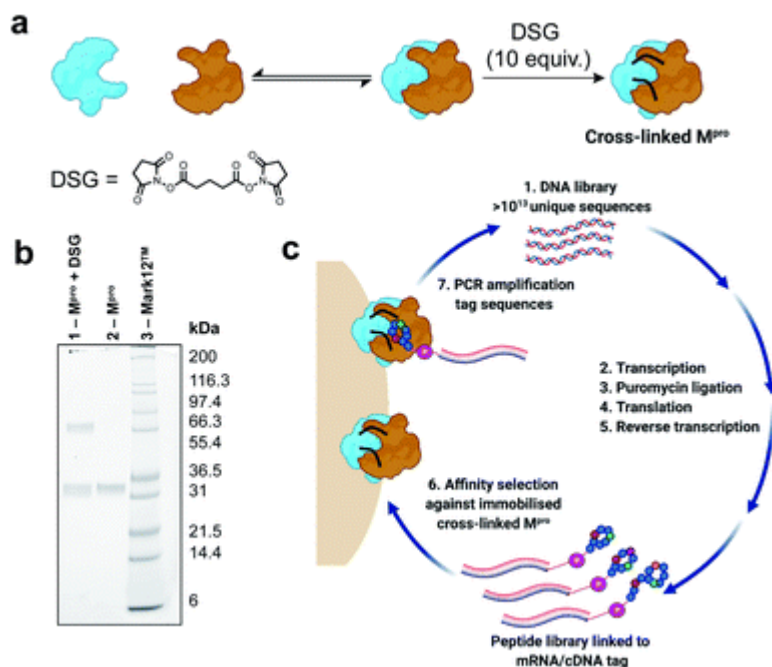 a
DSG
(10 equiv.)
Cross-linked Mᵖʳᵒ
DSG =
O
O
O
O
N
O
O
N
O
O
b
1 – Mᵖʳᵒ + DSG
2 – Mᵖʳᵒ
3 – Mark12™
kDa
200
116.3
97.4
66.3
55.4
36.5
31
21.5
14.4
6
c
1. DNA library
>10¹³ unique sequences
2. Transcription
3. Puromycin ligation
4. Translation
5. Reverse transcription
Peptide library linked to
mRNA/cDNA tag
6. Affinity selection
against immobilised
cross-linked Mᵖʳᵒ
7. PCR amplification
tag sequences
P